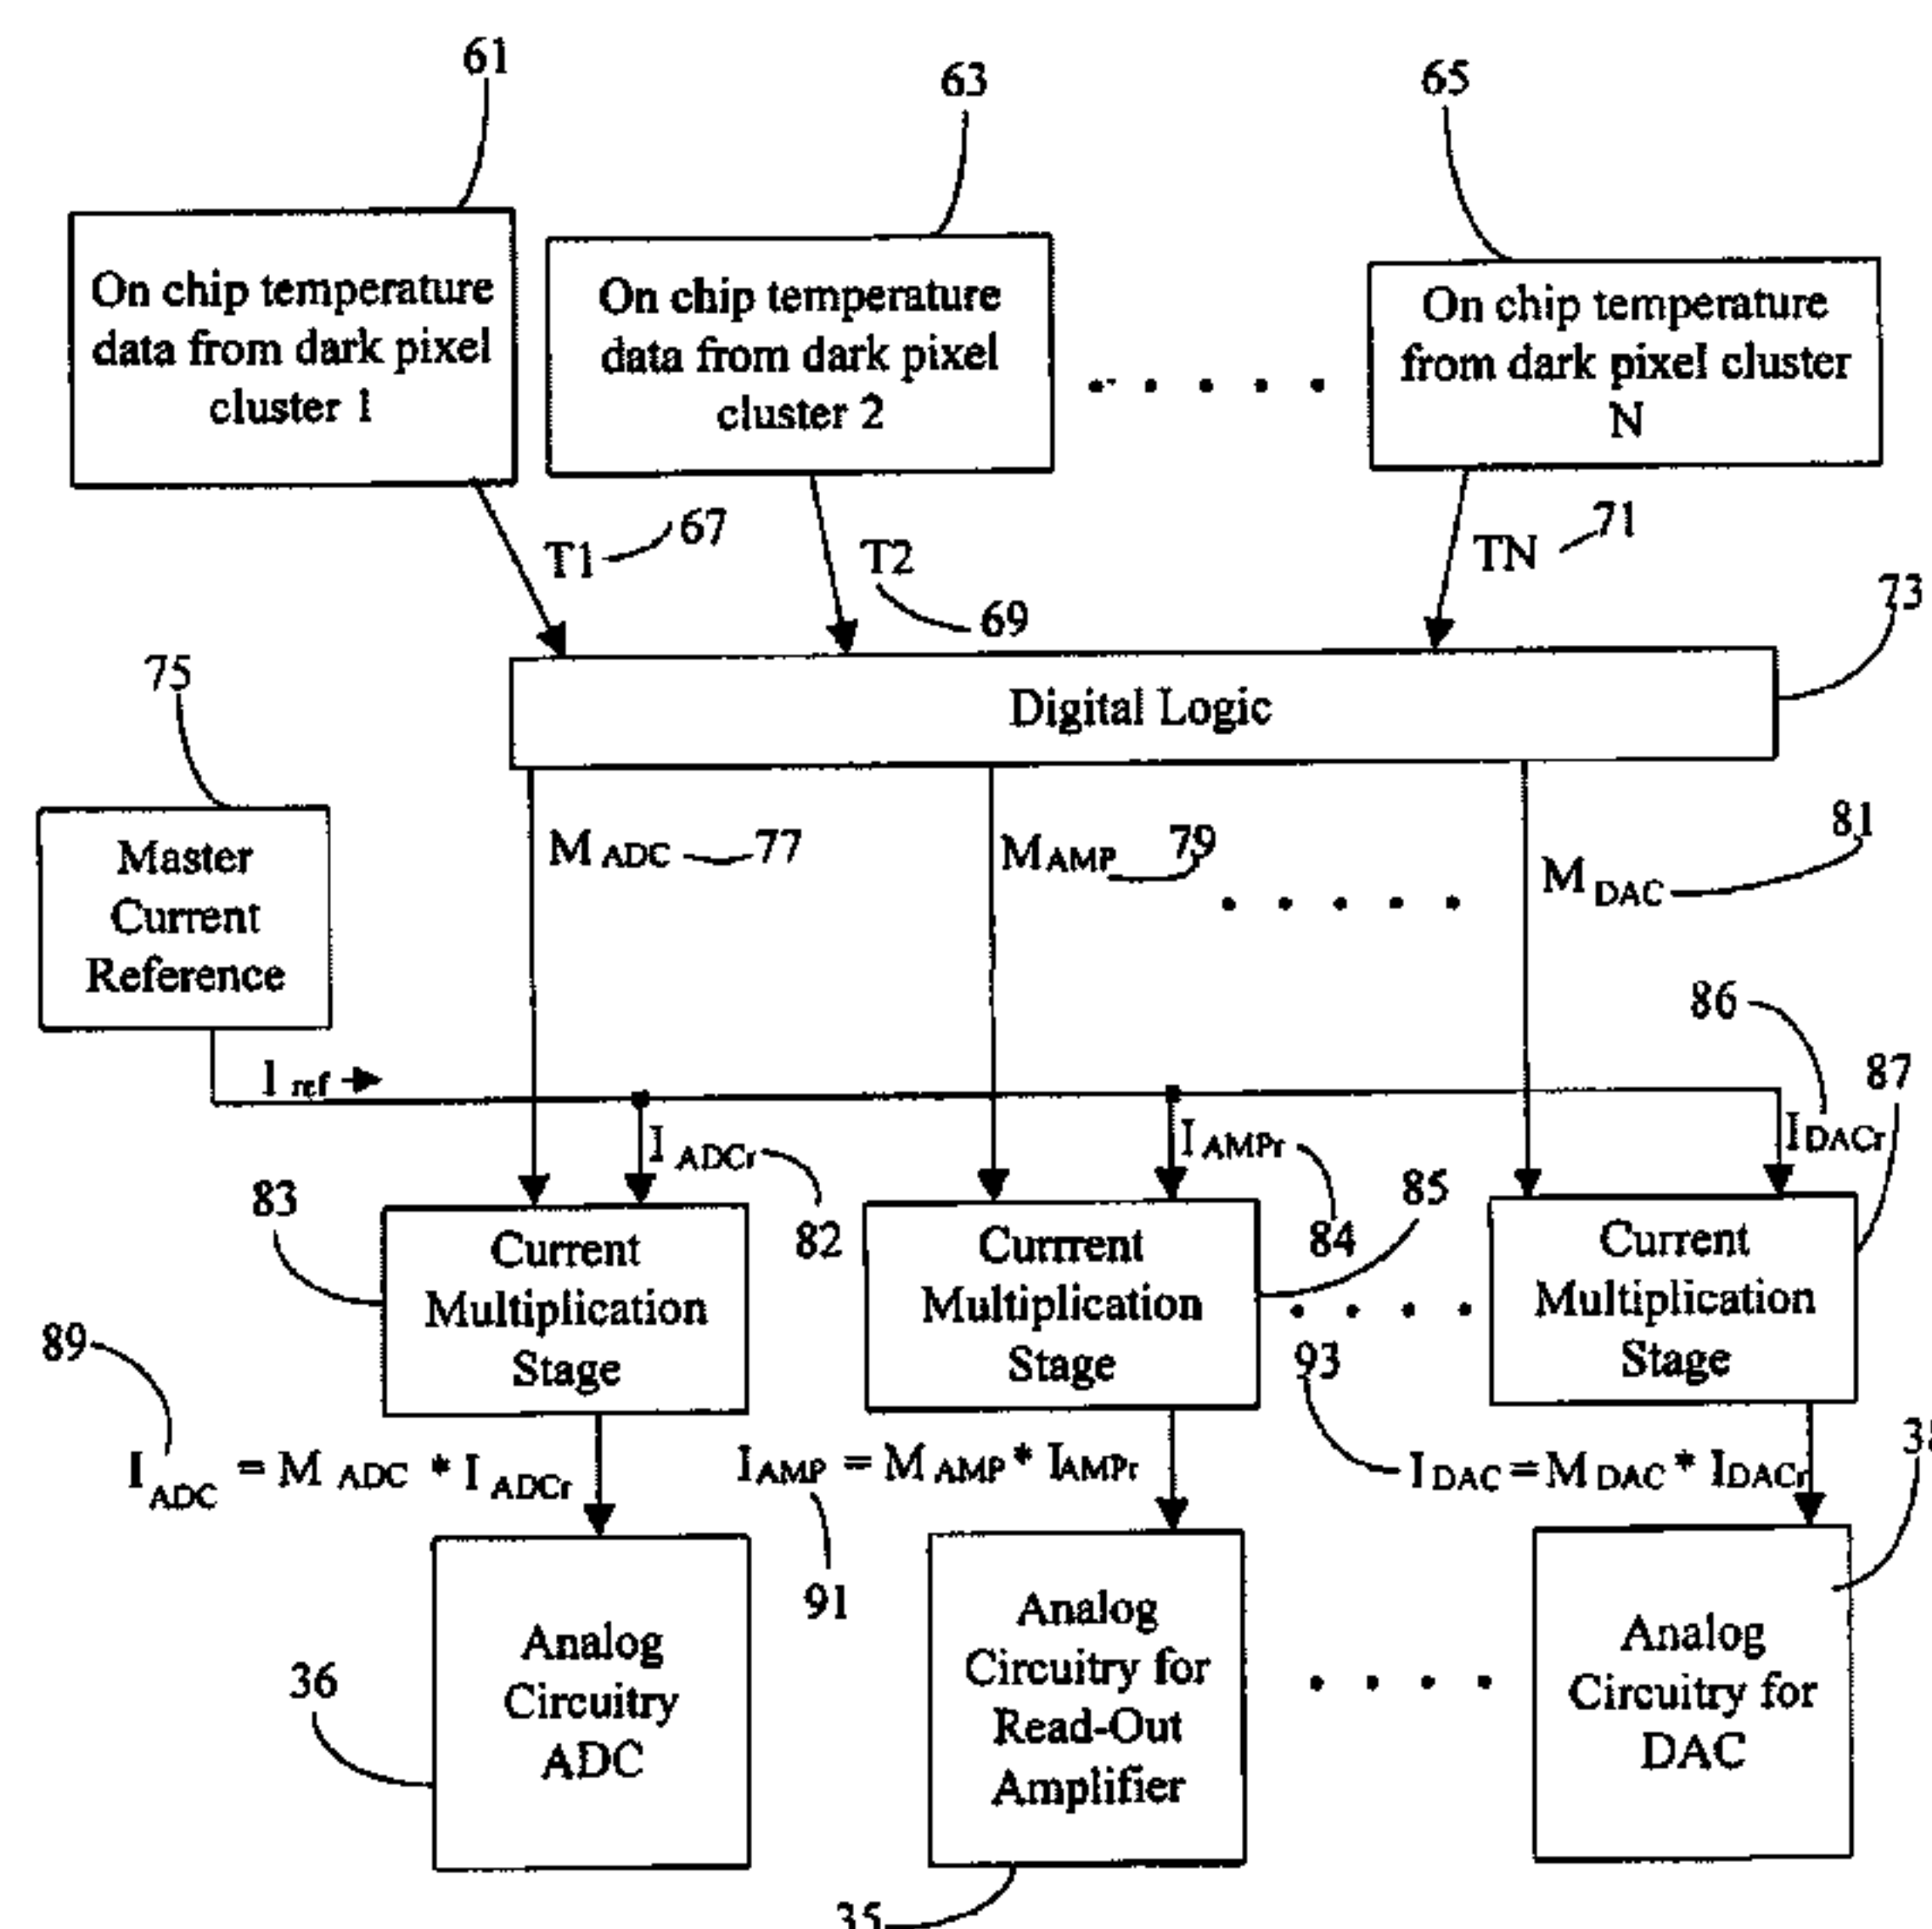 61
63
65
On chip temperature
data from dark pixel
cluster 1
On chip temperature
data from dark pixel
cluster 2
On chip temperature
from dark pixel cluster
N
T1
67
T2
69
TN
71
73
Digital Logic
75
Master
Current
Reference
M ADC
77
MAMP
79
M DAC
81
I ref
I ADCr
82
I AMPr
84
86
I DACr
87
83
85
Current
Multiplication
Stage
Currrent
Multiplication
Stage
Current
Multiplication
Stage
89
93
I ADC = M ADC * I ADCr
IAMP = M AMP * IAMPr
91
I DAC = M DAC * IDACr
36
Analog
Circuitry
ADC
Analog
Circuitry for
Read-Out
Amplifier
35
Analog
Circuitry for
DAC